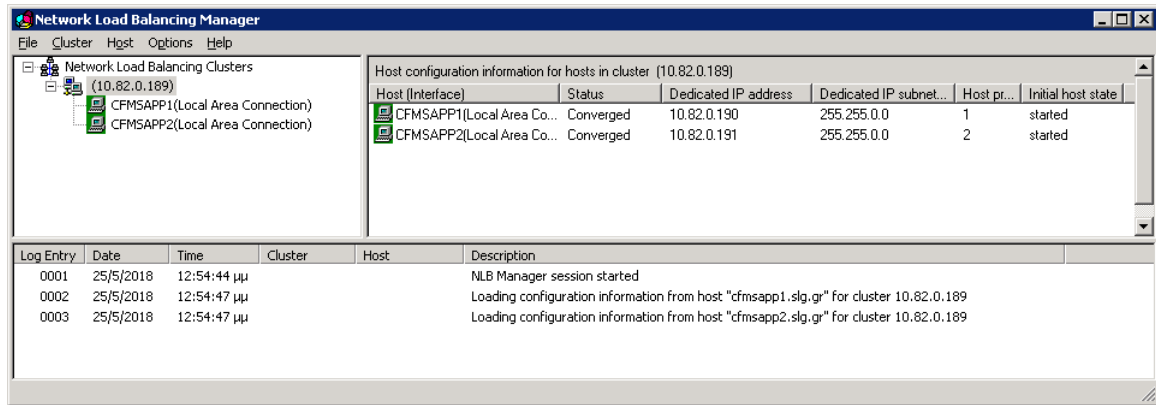 Network Load Balancing Manager
File Cluster Host Options Help
Network Load Balancing Clusters
(10.82.0.189)
CFMSAPP1(Local Area Connection)
CFMSAPP2(Local Area Connection)
Host configuration information for hosts in cluster (10.82.0.189)
Host (Interface) Status Dedicated IP address Dedicated IP subnet... Host pr... Initial host state
CFMSAPP1(Local Area Co... Converged 10.82.0.190 255.255.0.0 1 started
CFMSAPP2(Local Area Co... Converged 10.82.0.191 255.255.0.0 2 started
Log Entry Date Time Cluster Host Description
0001 25/5/2018 12:54:44 μμ NLB Manager session started
0002 25/5/2018 12:54:47 μμ Loading configuration information from host "cfmsapp1.slg.gr" for cluster 10.82.0.189
0003 25/5/2018 12:54:47 μμ Loading configuration information from host "cfmsapp2.slg.gr" for cluster 10.82.0.189